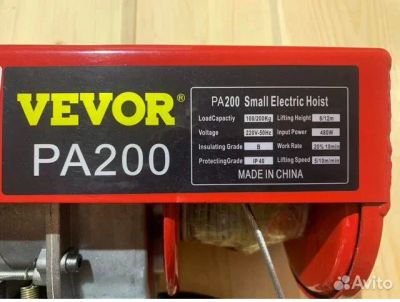 VEVOR®
PA200
PA200 Small Electric Hoist
LoadCapactiy 100/200Kg Lifting Height 6/12m
Voltage 220V-50Hz Input Power 480W
Insulating Grade B Work Rate 20% 10min
ProtectingGrade IP 40 Lifting Speed 5/10m/min
MADE IN CHINA
Avito